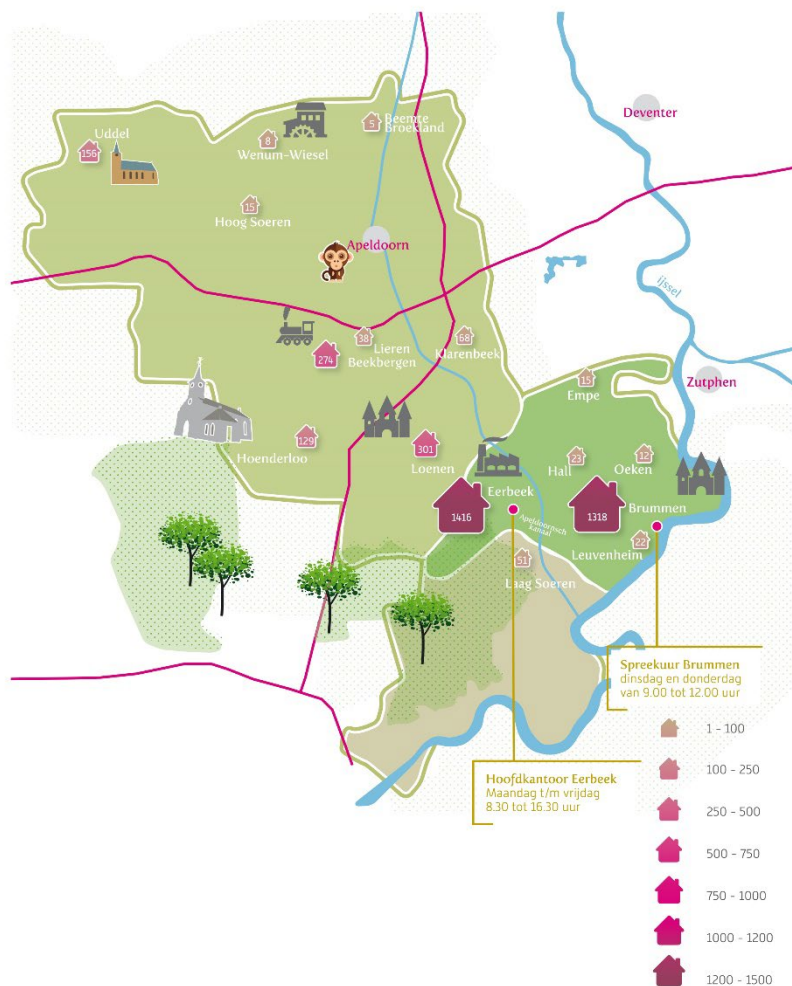 Deventer
5
Beemte
Broekland
Uddel
156
8
Wenum-Wiesel
15
Hoog Soeren
Apeldoorn
ijssel
38
Lieren
68
Klarenbeek
274
Beekbergen
15
Empe
Zutphen
129
Hoenderloo
301
Loenen
23
Hall
12
Oeken
Eerbeek
1416
Apeldoornsch
kanaal
1318
Brummen
22
Leuvenheim
51
Laag Soeren
Spreekuur Brummen
dinsdag en donderdag
van 9.00 tot 12.00 uur
Hoofdkantoor Eerbeek
Maandag t/m vrijdag
8.30 tot 16.30 uur
1 - 100
100 - 250
250 - 500
500 - 750
750 - 1000
1000 - 1200
1200 - 1500